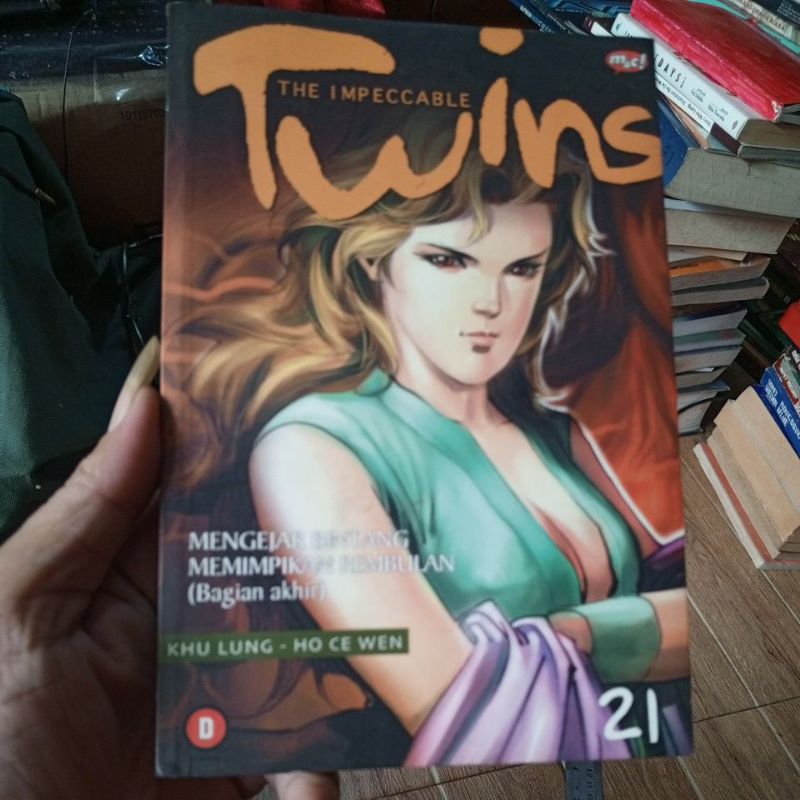 THE IMPECCABLE
Twins
m&c!
MENGEJAR BINTANG
MEMIMPIKAN REMBULAN
(Bagian akhir)
KHU LUNG - HO CE WEN
D
21